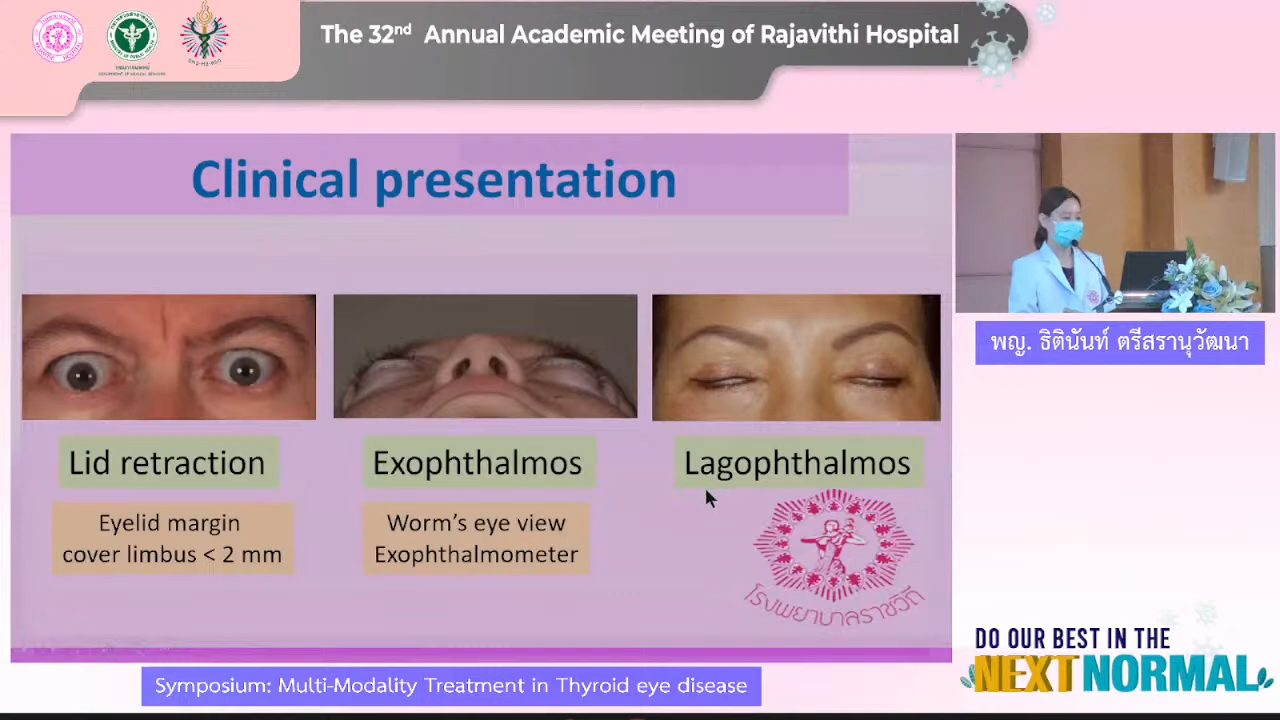 The 32nd Annual Academic Meeting of Rajavithi Hospital
Clinical presentation
Lid retraction
Exophthalmos
Lagophthalmos
Eyelid margin
cover limbus < 2 mm
Worm's eye view
Exophthalmometer
โรงพยาบาลราชวิถี
พญ. ธิตินันท์ ตรีสรานุวัฒนา
DO OUR BEST IN THE
NEXT NORMAL
Symposium: Multi-Modality Treatment in Thyroid eye disease